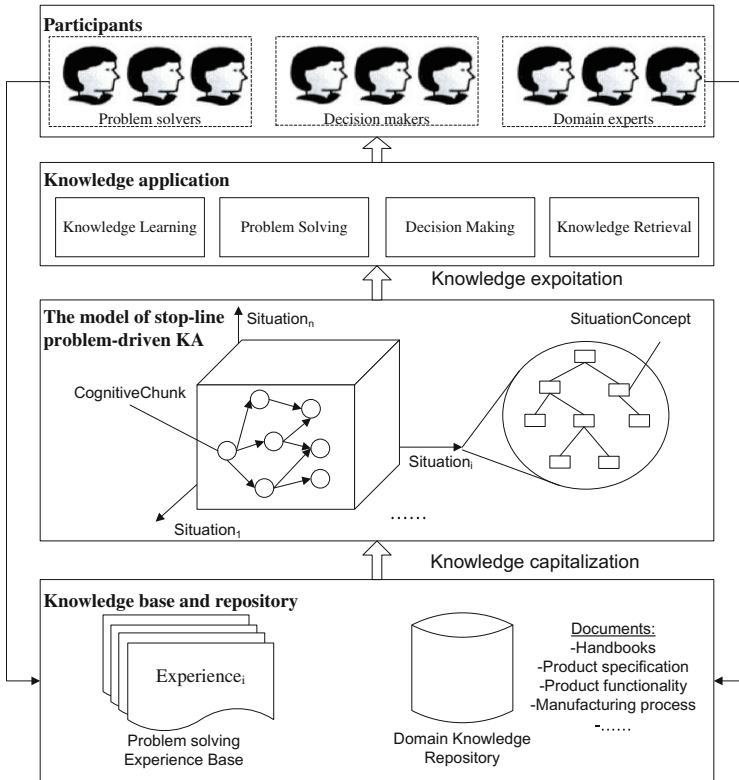 Participants
Problem solvers
Decision makers
Domain experts
Knowledge application
Knowledge Learning
Problem Solving
Decision Making
Knowledge Retrieval
Knowledge expoitation
The model of stop-line
problem-driven KA
Situationₙ
SituationConcept
CognitiveChunk
Situationᵢ
Situation₁
......
Knowledge capitalization
Knowledge base and repository
Experienceᵢ
Problem solving
Experience Base
Domain Knowledge
Repository
Documents:
-Handbooks
-Product specification
-Product functionality
-Manufacturing process
-......